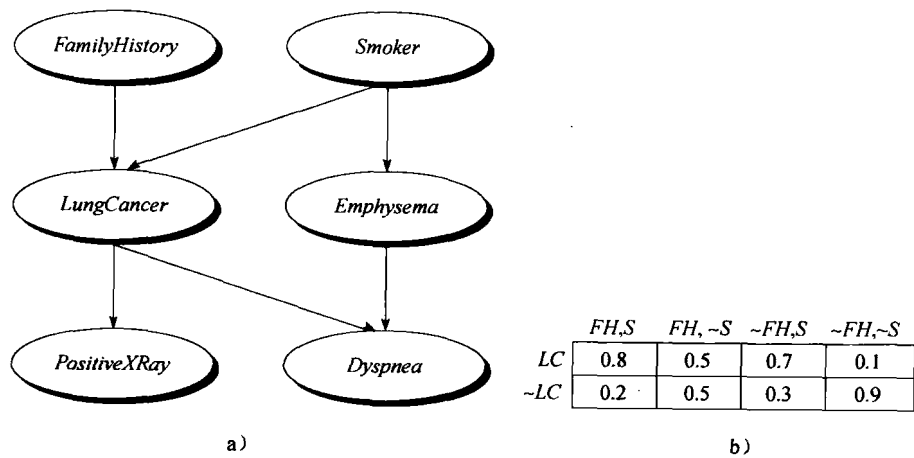 FamilyHistory
Smoker
LungCancer
Emphysema
PositiveXRay
Dyspnea
a）
FH,S FH, ~S ~FH,S ~FH,~S
LC 0.8 0.5 0.7 0.1
~LC 0.2 0.5 0.3 0.9
b）